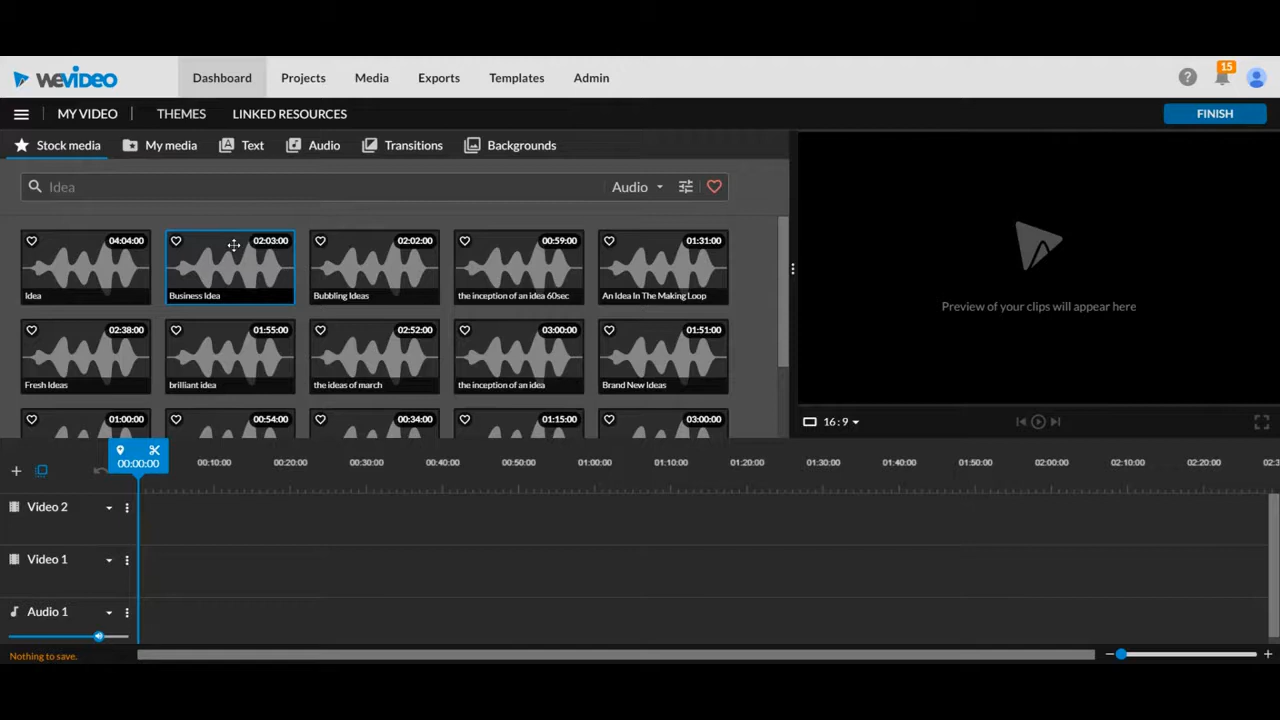 WEVIDEO Dashboard Projects Media Exports Templates Admin 15
MY VIDEO THEMES LINKED RESOURCES FINISH
Stock media My media Text Audio Transitions Backgrounds
Idea Audio
04:04:00 02:03:00 02:02:00 00:59:00 01:31:00
Idea Business Idea Bubbling Ideas the inception of an idea 60sec An Idea In The Making Loop
Preview of your clips will appear here
02:38:00 01:55:00 02:52:00 03:00:00 01:51:00
Fresh Ideas brilliant idea the ideas of march the inception of an idea Brand New Ideas
01:00:00 00:54:00 00:34:00 01:15:00 03:00:00
16:9
00:00:00 00:10:00 00:20:00 00:30:00 00:40:00 00:50:00 01:00:00 01:10:00 01:20:00 01:30:00 01:40:00 01:50:00 02:00:00 02:10:00 02:20:00 02:3
Video 2
Video 1
Audio 1
Nothing to save.